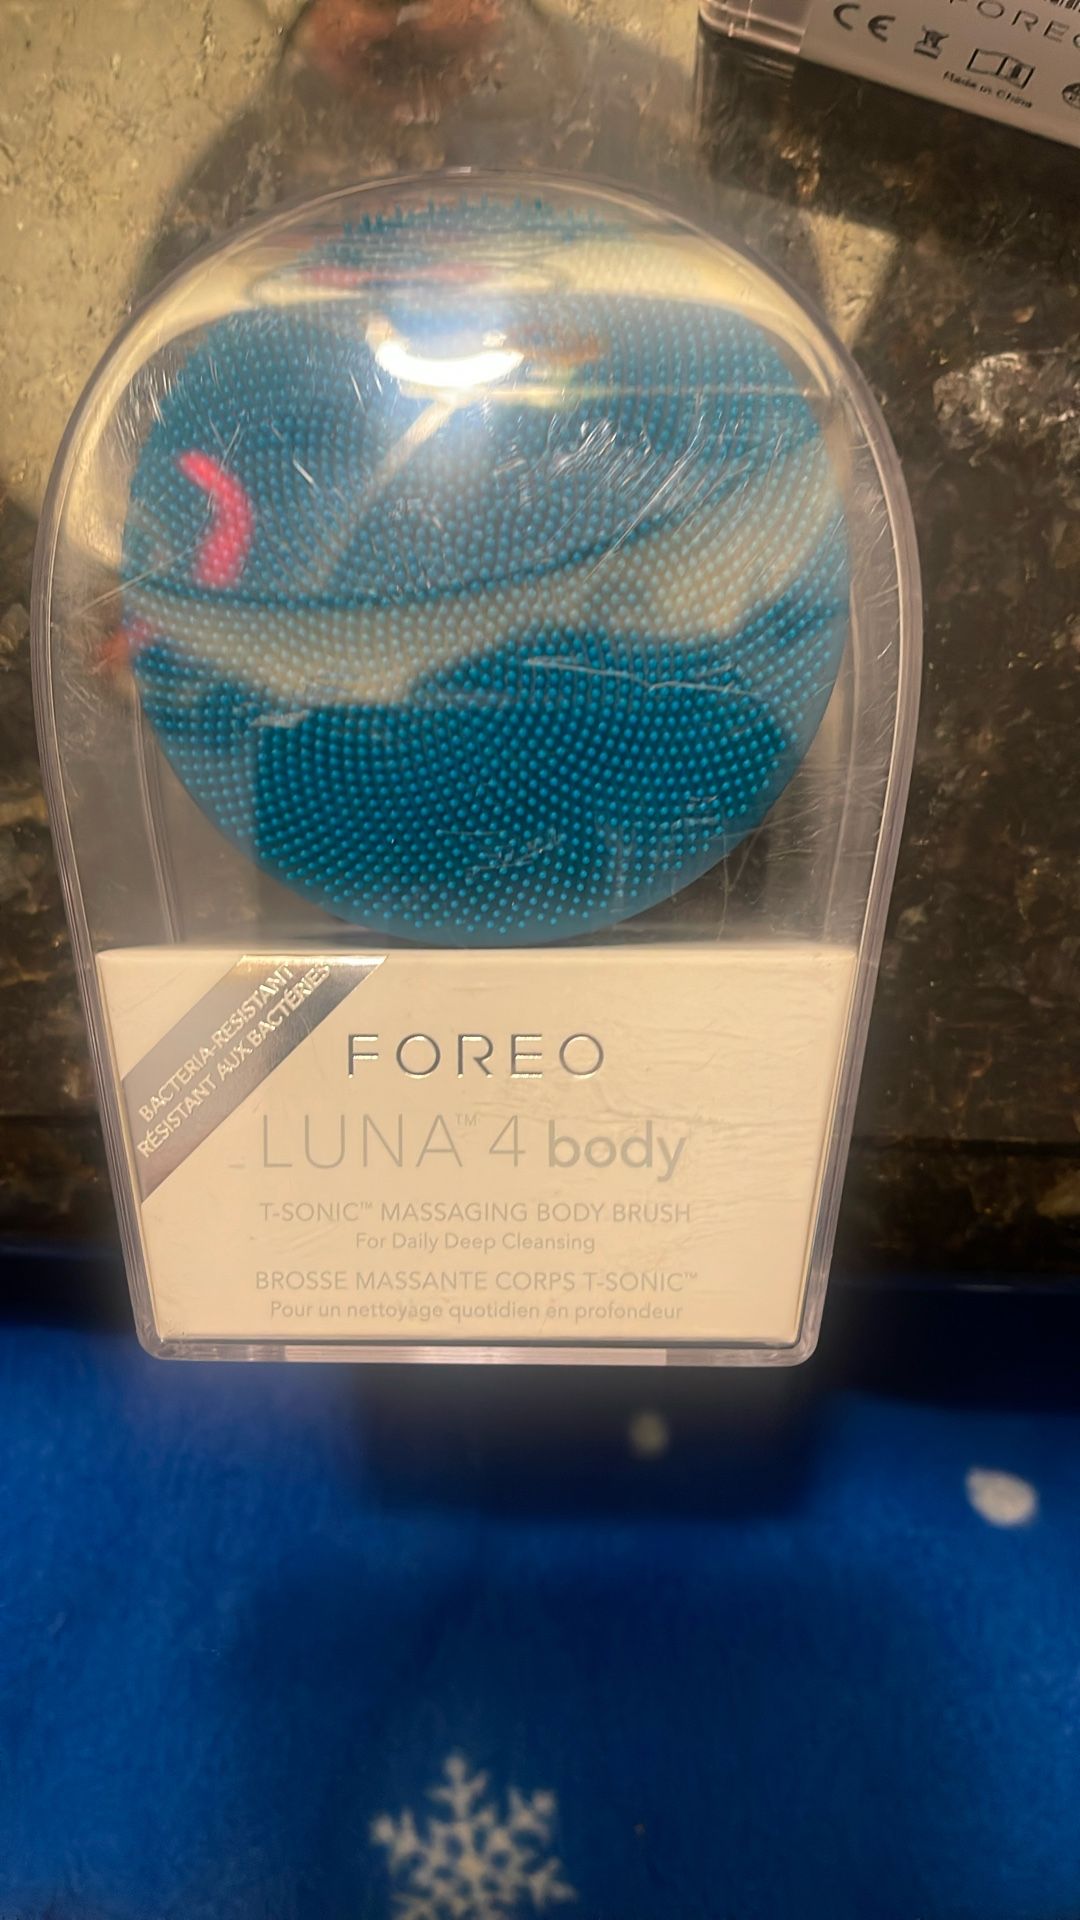 CE
FOREO
Made in China
BACTERIA-RESISTANT
RÉSISTANT AUX BACTÉRIES
FOREO
LUNA™ 4 body
T-SONIC™ MASSAGING BODY BRUSH
For Daily Deep Cleansing
BROSSE MASSANTE CORPS T-SONIC™
Pour un nettoyage quotidien en profondeur